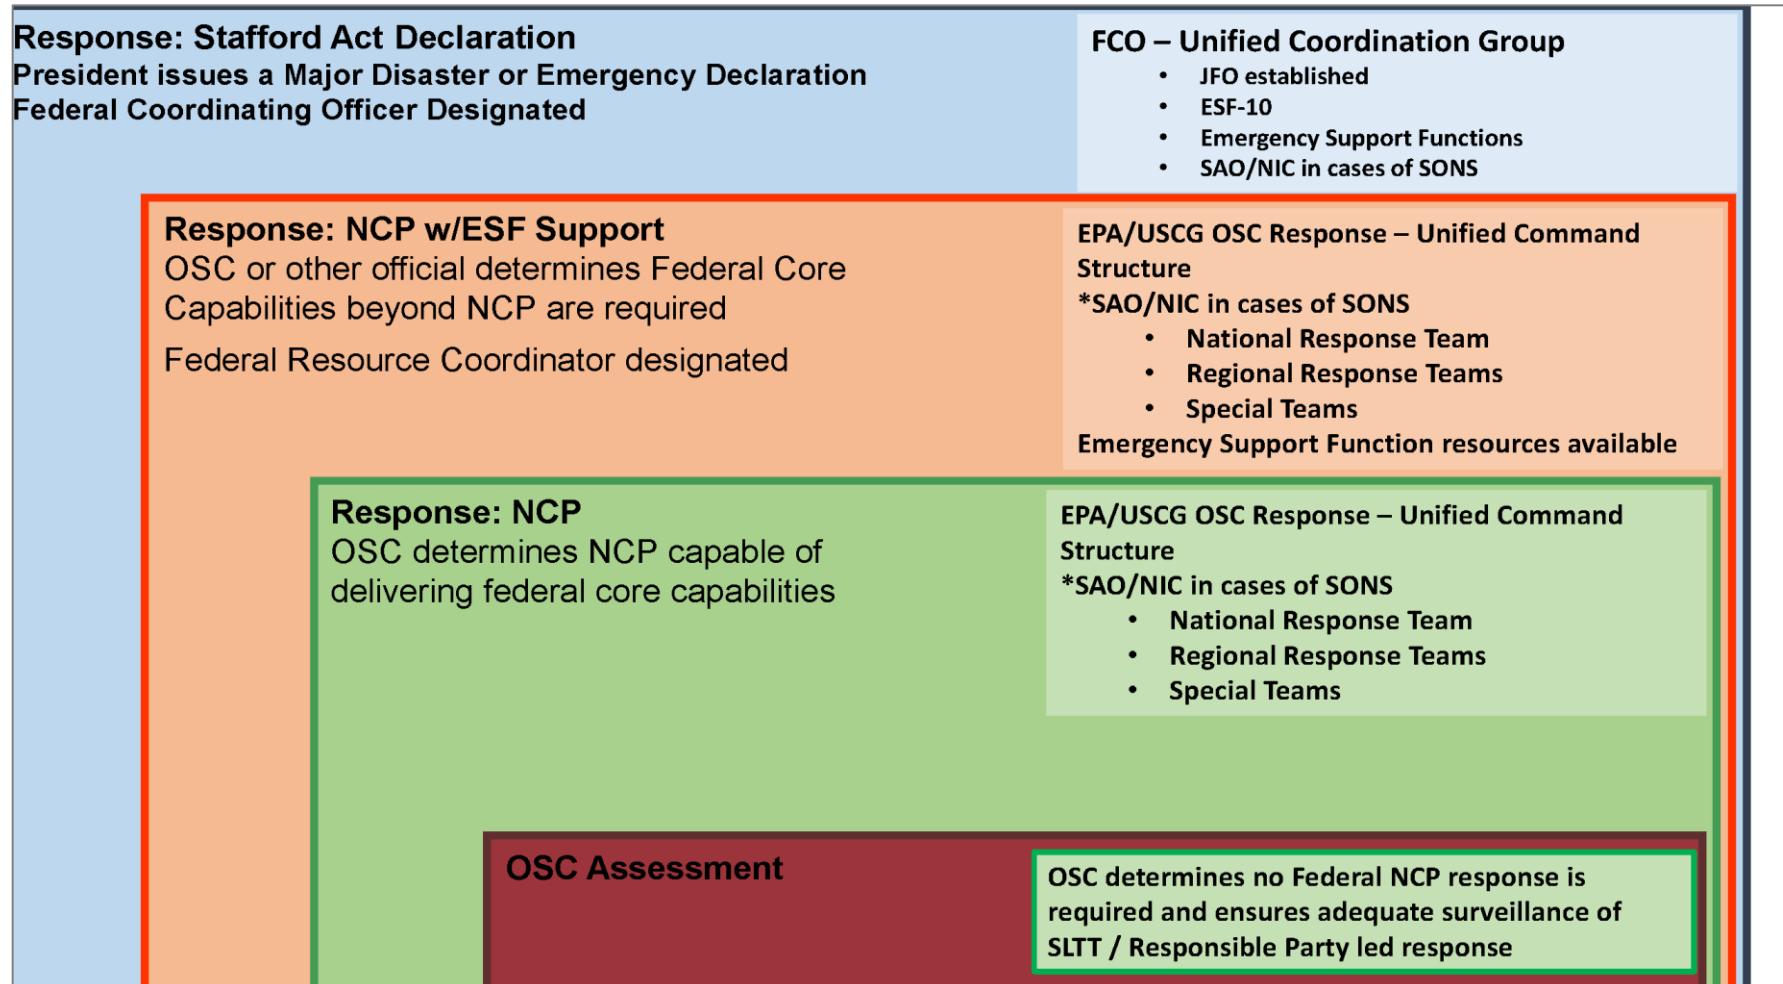 Response: Stafford Act Declaration
President issues a Major Disaster or Emergency Declaration
Federal Coordinating Officer Designated
FCO – Unified Coordination Group
• JFO established
• ESF-10
• Emergency Support Functions
• SAO/NIC in cases of SONS
Response: NCP w/ESF Support
OSC or other official determines Federal Core
Capabilities beyond NCP are required
Federal Resource Coordinator designated
EPA/USCG OSC Response – Unified Command
Structure
*SAO/NIC in cases of SONS
• National Response Team
• Regional Response Teams
• Special Teams
Emergency Support Function resources available
Response: NCP
OSC determines NCP capable of
delivering federal core capabilities
EPA/USCG OSC Response – Unified Command
Structure
*SAO/NIC in cases of SONS
• National Response Team
• Regional Response Teams
• Special Teams
OSC Assessment
OSC determines no Federal NCP response is
required and ensures adequate surveillance of
SLTT / Responsible Party led response